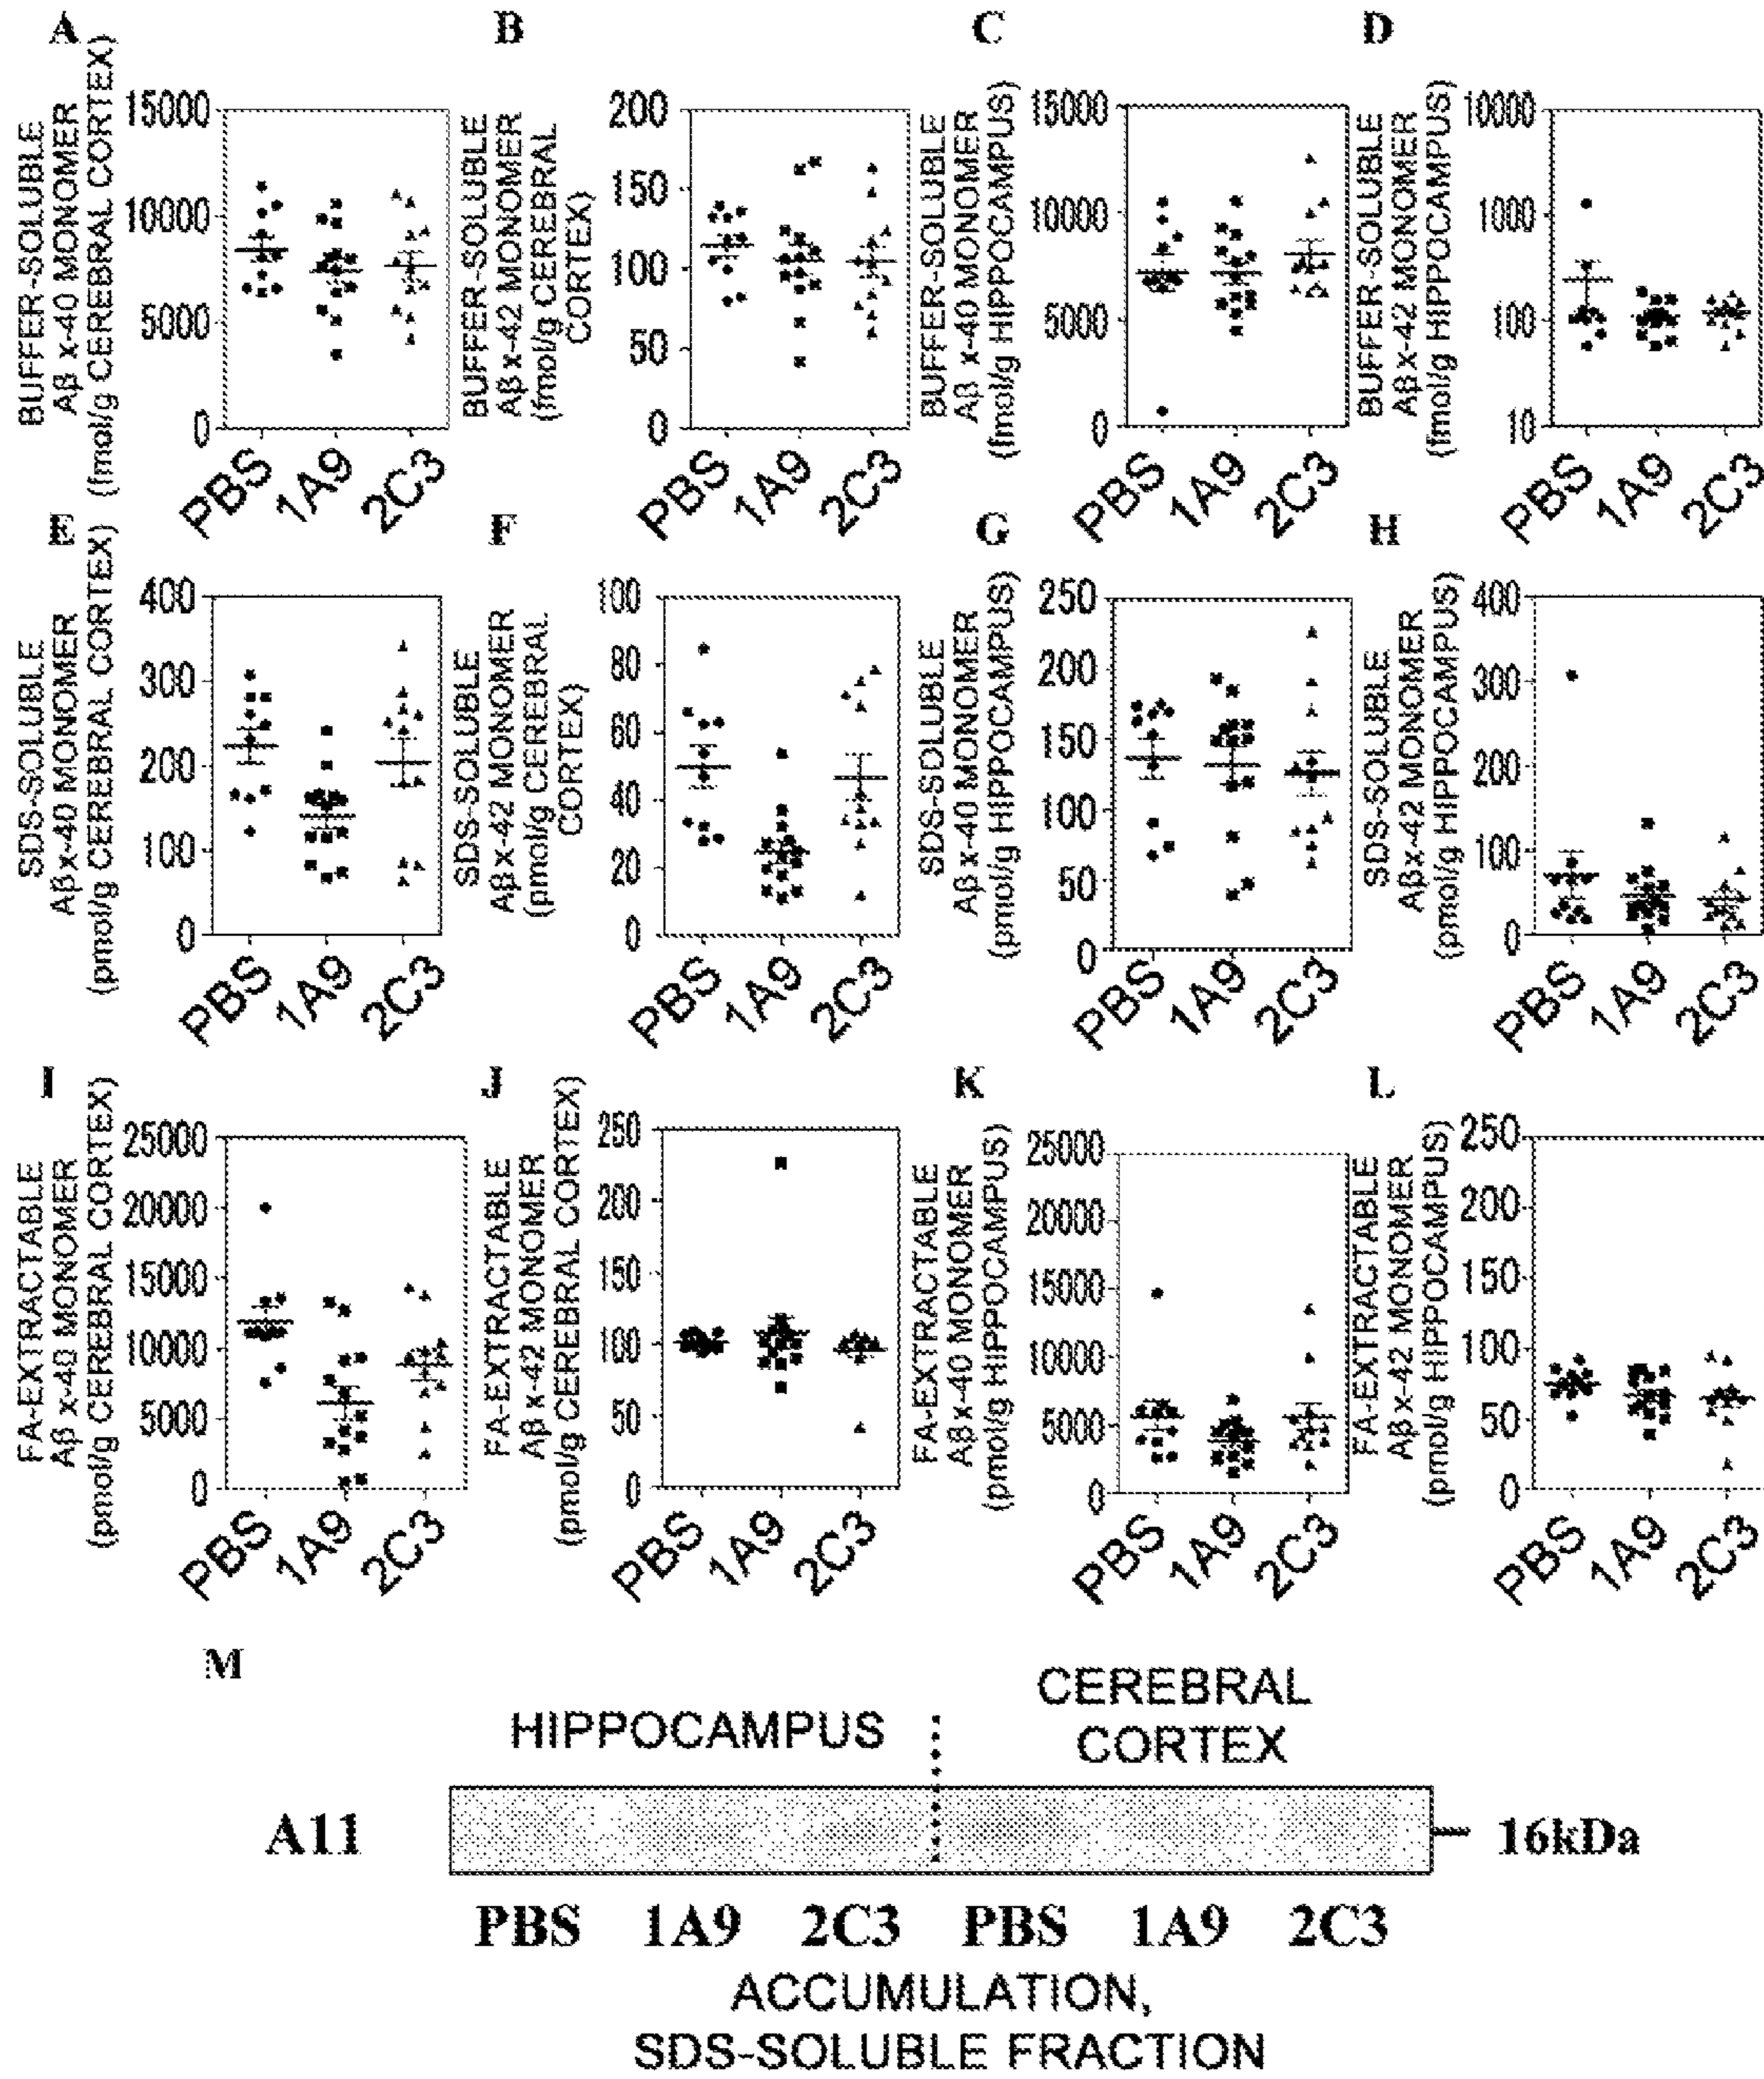 A
BUFFER-SOLUBLE
Aβ x-40 MONOMER
(fmol/g CEREBRAL CORTEX)
15000
10000
5000
0
PBS 1A9 2C3
B
BUFFER-SOLUBLE
Aβ x-42 MONOMER
(fmol/g CEREBRAL
CORTEX)
200
150
100
50
0
PBS 1A9 2C3
C
BUFFER-SOLUBLE
Aβ x-40 MONOMER
(fmol/g HIPPOCAMPUS)
15000
10000
5000
0
PBS 1A9 2C3
D
BUFFER-SOLUBLE
Aβ x-42 MONOMER
(fmol/g HIPPOCAMPUS)
10000
1000
100
10
PBS 1A9 2C3
E
SDS-SOLUBLE
Aβ x-40 MONOMER
(pmol/g CEREBRAL CORTEX)
400
300
200
100
0
PBS 1A9 2C3
F
SDS-SOLUBLE
Aβ x-42 MONOMER
(pmol/g CEREBRAL
CORTEX)
100
80
60
40
20
0
PBS 1A9 2C3
G
SDS-SOLUBLE
Aβ x-40 MONOMER
(pmol/g HIPPOCAMPUS)
250
200
150
100
50
0
PBS 1A9 2C3
H
SDS-SOLUBLE
Aβ x-42 MONOMER
(pmol/g HIPPOCAMPUS)
400
300
200
100
0
PBS 1A9 2C3
I
FA-EXTRACTABLE
Aβ x-40 MONOMER
(pmol/g CEREBRAL CORTEX)
25000
20000
15000
10000
5000
0
PBS 1A9 2C3
J
FA-EXTRACTABLE
Aβ x-42 MONOMER
(pmol/g CEREBRAL CORTEX)
250
200
150
100
50
0
PBS 1A9 2C3
K
FA-EXTRACTABLE
Aβ x-40 MONOMER
(pmol/g HIPPOCAMPUS)
25000
20000
15000
10000
5000
0
PBS 1A9 2C3
L
FA-EXTRACTABLE
Aβ x-42 MONOMER
(pmol/g HIPPOCAMPUS)
250
200
150
100
50
0
PBS 1A9 2C3
M
HIPPOCAMPUS
CEREBRAL
CORTEX
A11
16kDa
PBS 1A9 2C3 PBS 1A9 2C3
ACCUMULATION,
SDS-SOLUBLE FRACTION